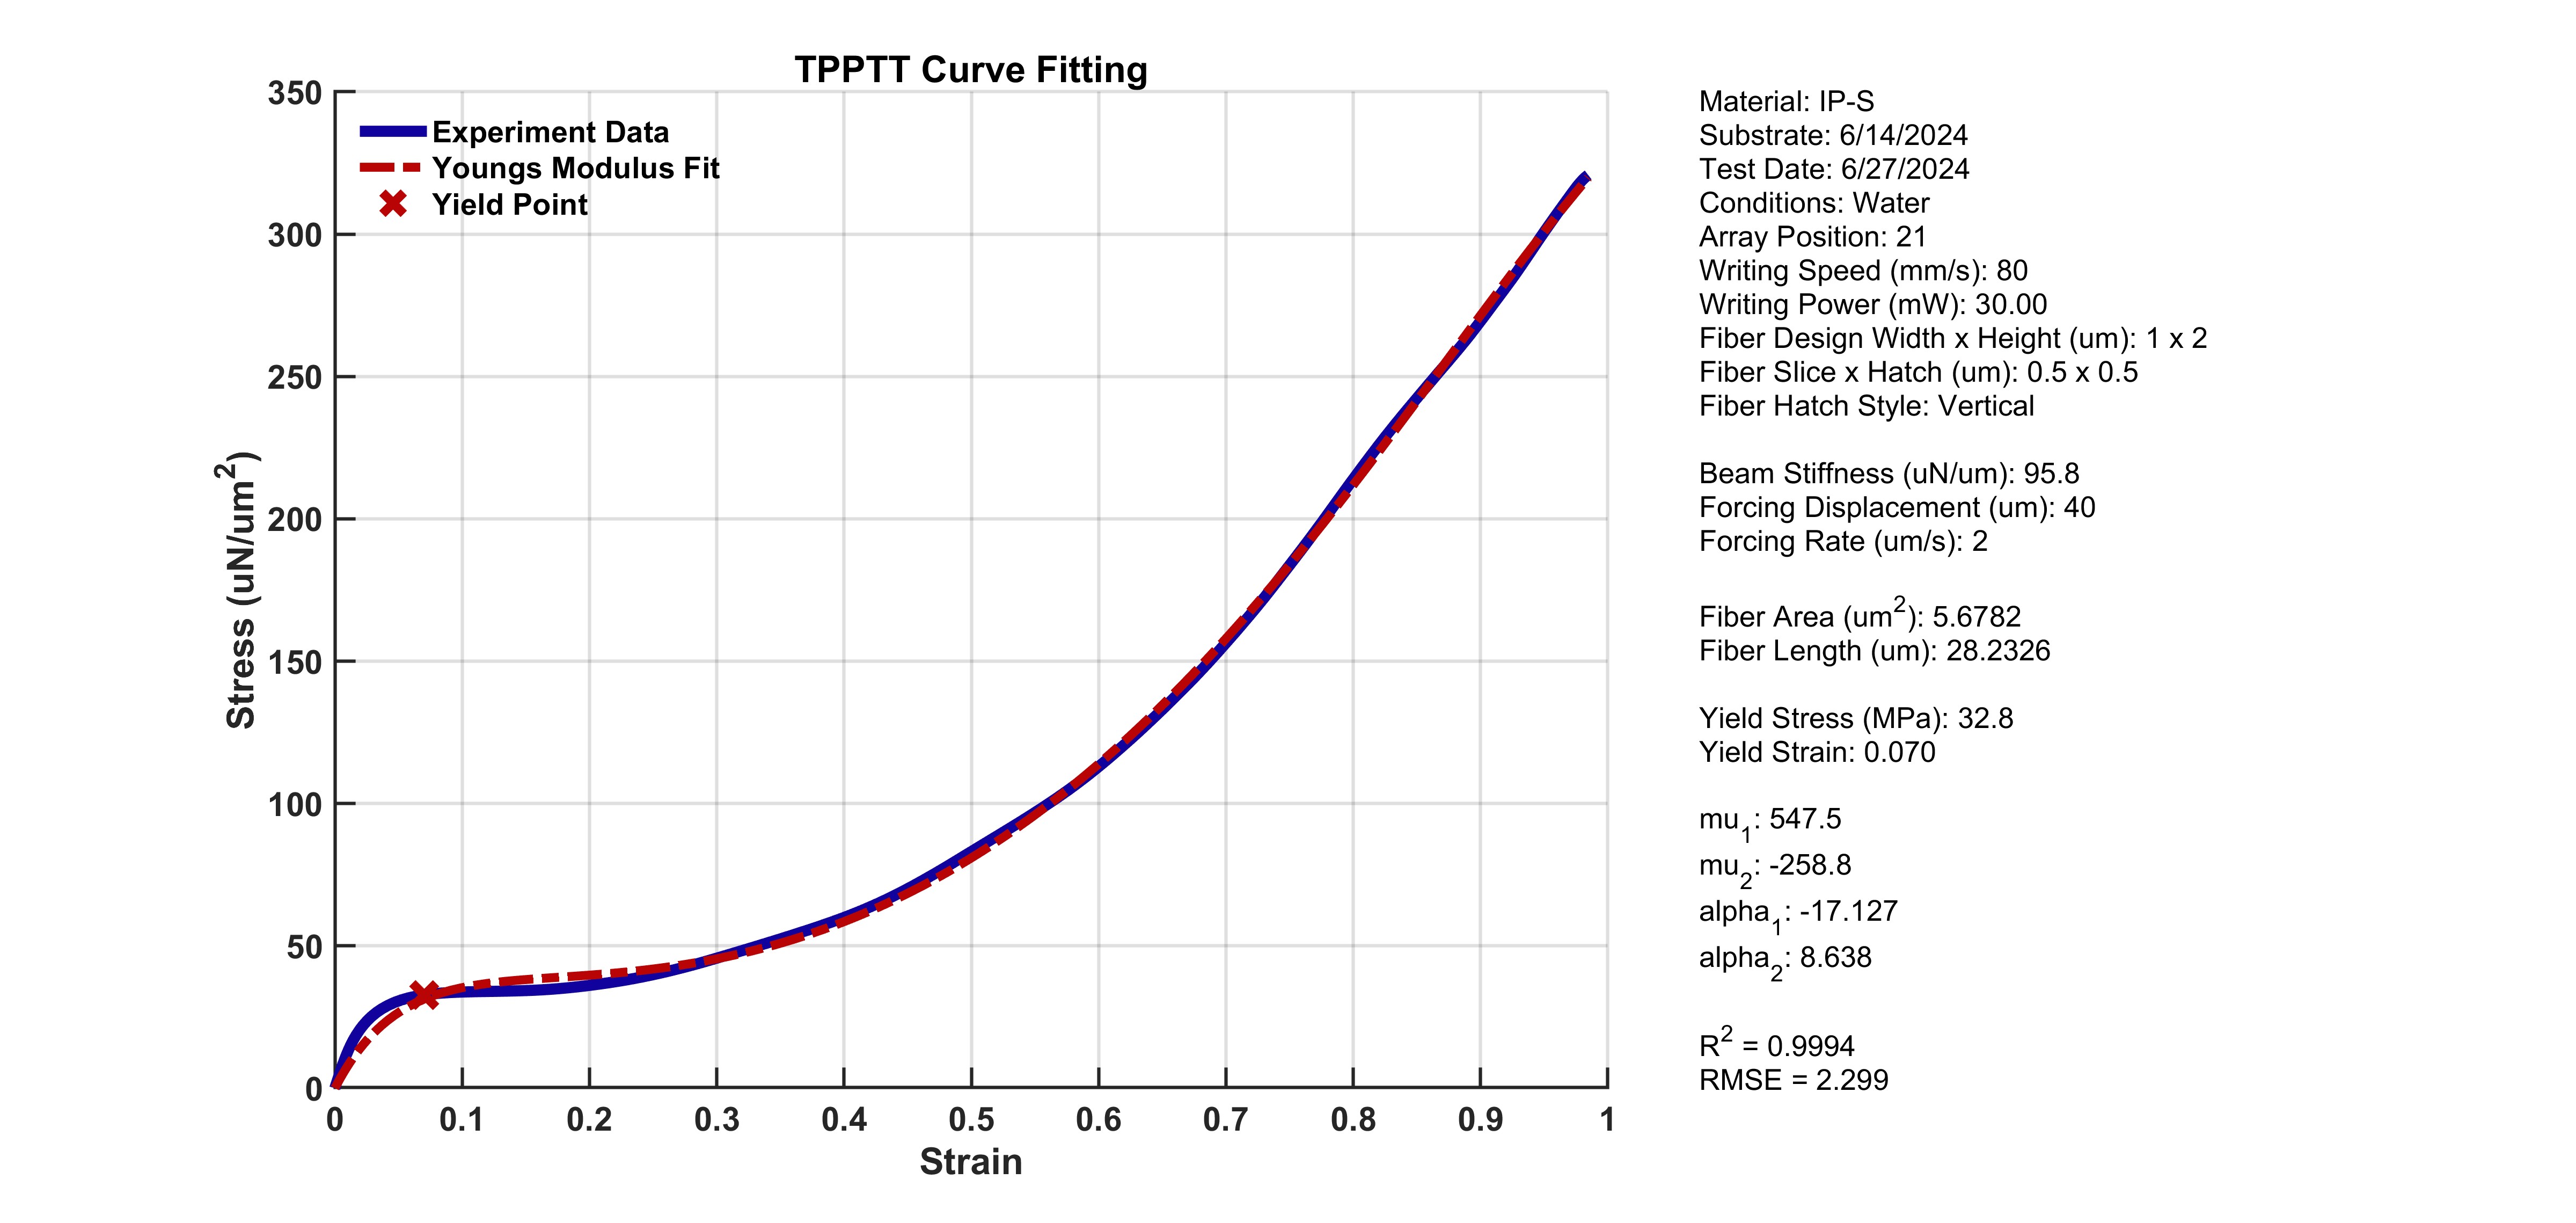 TPPTT Curve Fitting
350
300
250
200
150
100
50
0
Stress (uN/um²)
Experiment Data
Youngs Modulus Fit
Yield Point
0 0.1 0.2 0.3 0.4 0.5 0.6 0.7 0.8 0.9 1
Strain
Material: IP-S
Substrate: 6/14/2024
Test Date: 6/27/2024
Conditions: Water
Array Position: 21
Writing Speed (mm/s): 80
Writing Power (mW): 30.00
Fiber Design Width x Height (um): 1 x 2
Fiber Slice x Hatch (um): 0.5 x 0.5
Fiber Hatch Style: Vertical
Beam Stiffness (uN/um): 95.8
Forcing Displacement (um): 40
Forcing Rate (um/s): 2
Fiber Area (um²): 5.6782
Fiber Length (um): 28.2326
Yield Stress (MPa): 32.8
Yield Strain: 0.070
mu₁: 547.5
mu₂: -258.8
alpha₁: -17.127
alpha₂: 8.638
R² = 0.9994
RMSE = 2.299